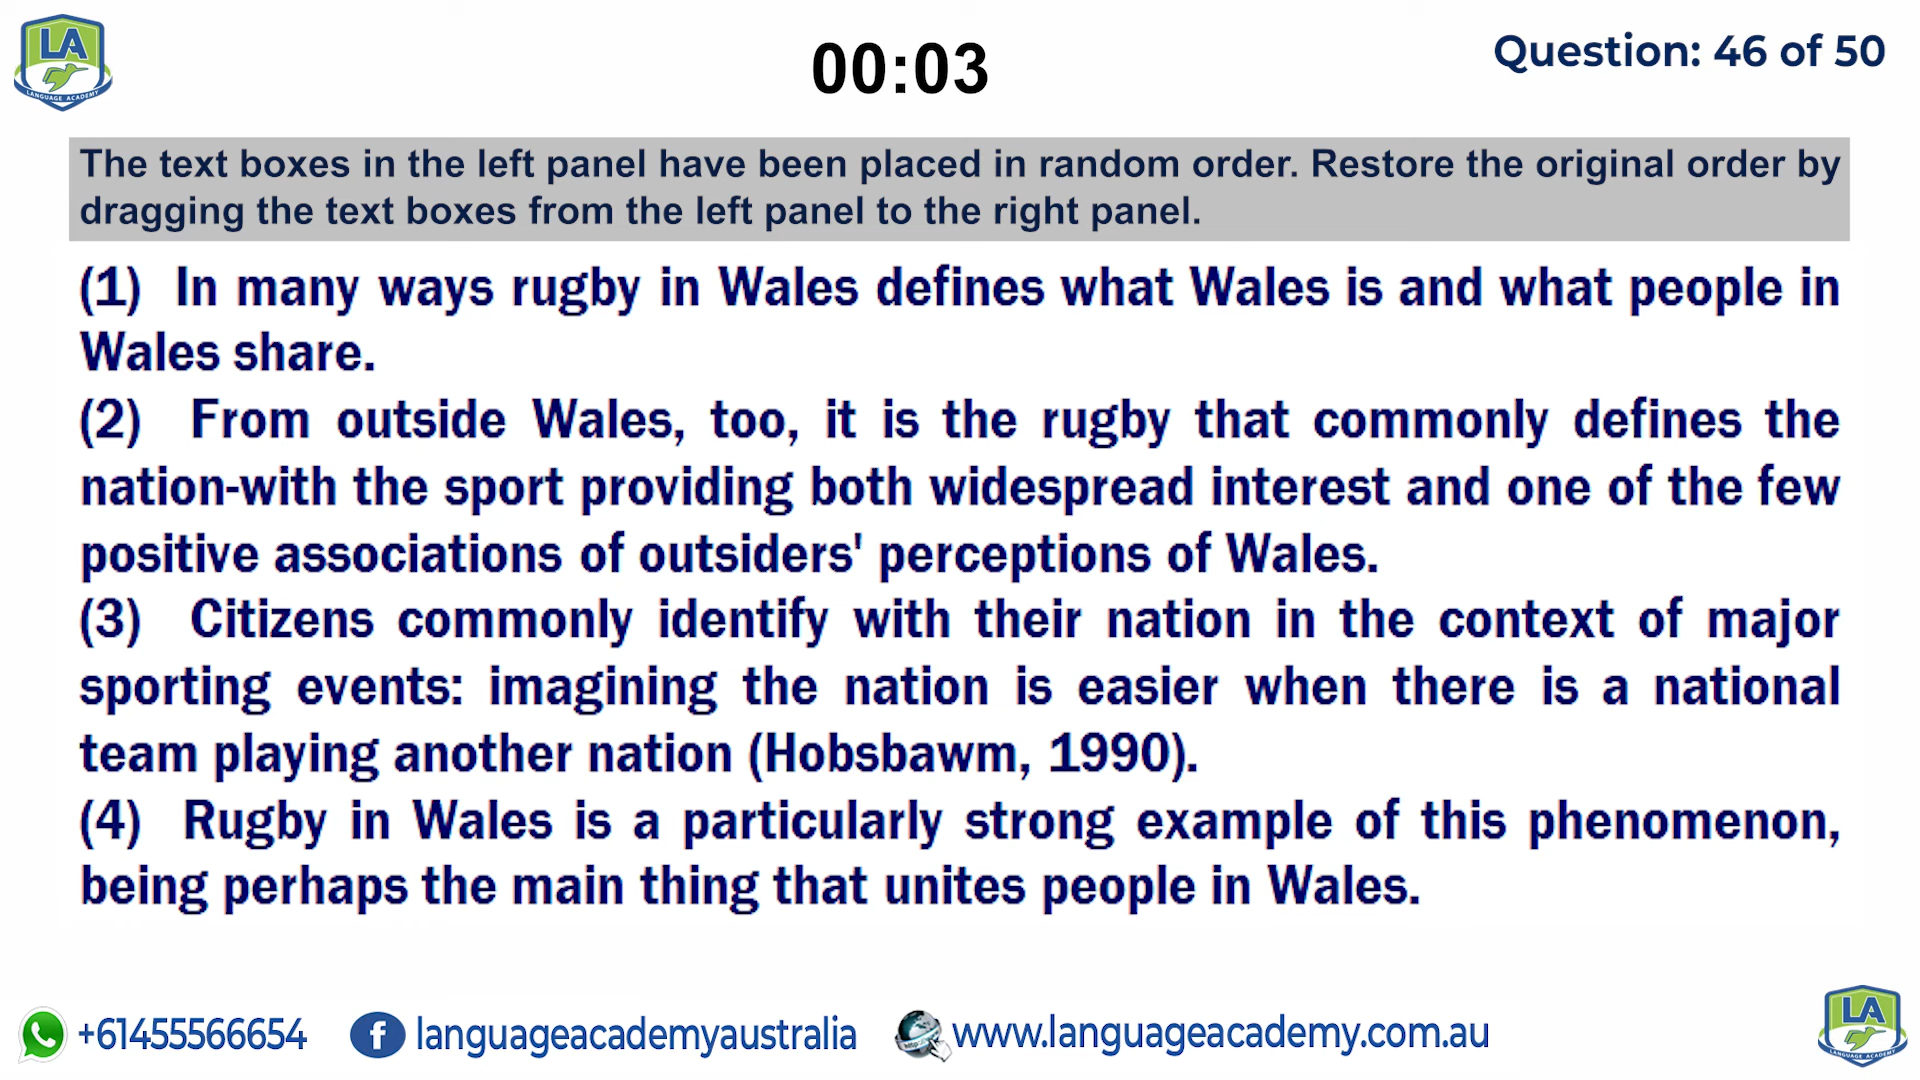 LA
LANGUAGE ACADEMY
00:03
Question: 46 of 50
The text boxes in the left panel have been placed in random order. Restore the original order by
dragging the text boxes from the left panel to the right panel.
(1) In many ways rugby in Wales defines what Wales is and what people in
Wales share.
(2) From outside Wales, too, it is the rugby that commonly defines the
nation-with the sport providing both widespread interest and one of the few
positive associations of outsiders' perceptions of Wales.
(3) Citizens commonly identify with their nation in the context of major
sporting events: imagining the nation is easier when there is a national
team playing another nation (Hobsbawm, 1990).
(4) Rugby in Wales is a particularly strong example of this phenomenon,
being perhaps the main thing that unites people in Wales.
+61455566654
f languageacademyaustralia
www.languageacademy.com.au
LA
LANGUAGE ACADEMY